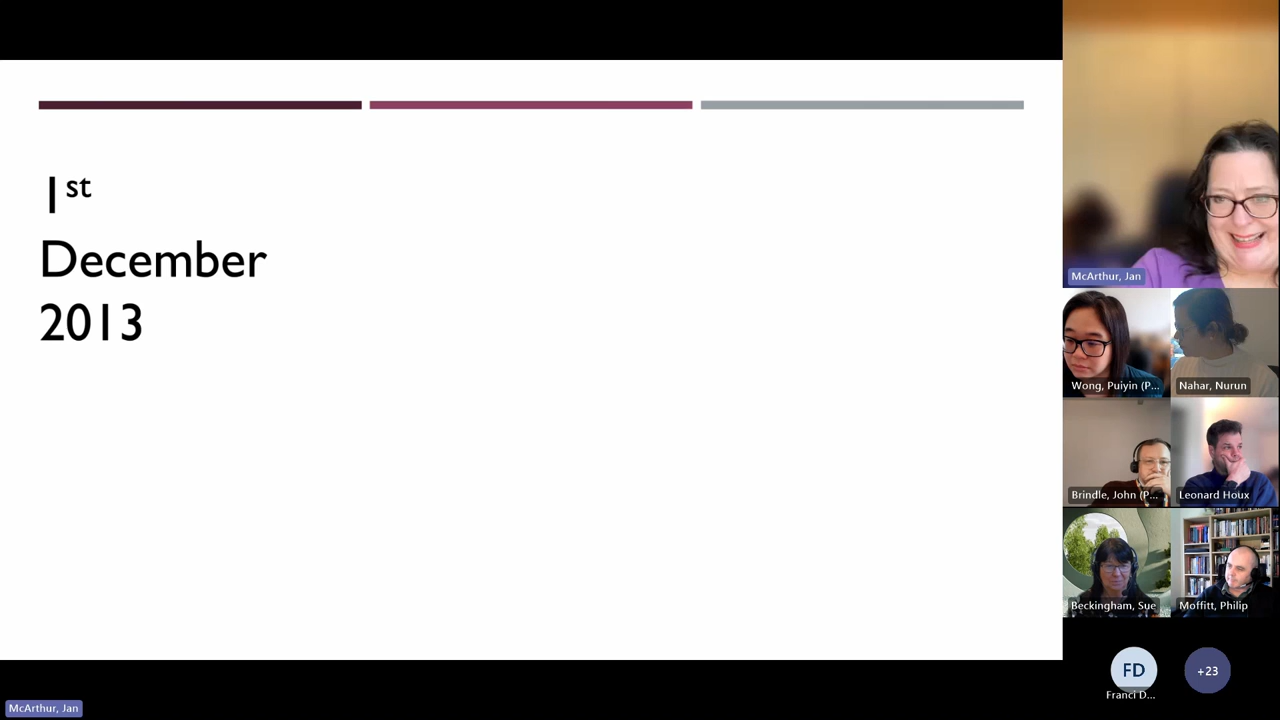 1st
December
2013
McArthur, Jan
Wong, Puiyin (P...
Nahar, Nurun
Brindle, John (P...
Leonard Houx
Beckingham, Sue
Moffitt, Philip
FD
+23
Franci D...
McArthur, Jan